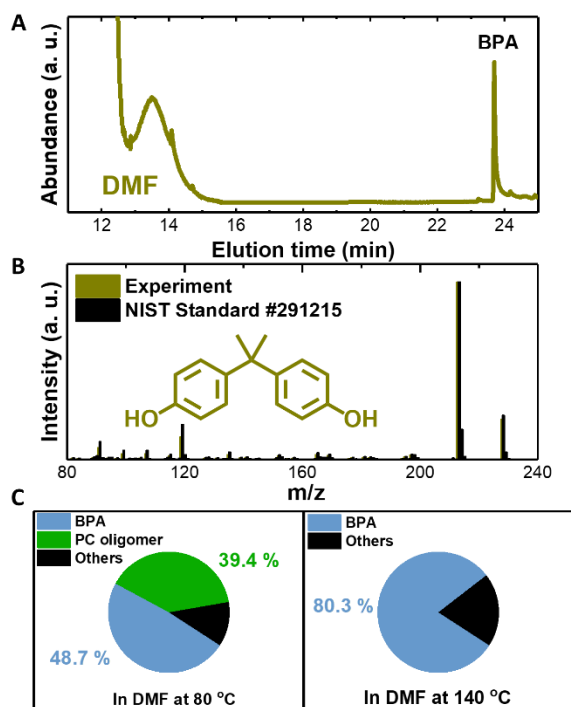 A
Abundance (a. u.)
DMF
BPA
12 14 16 18 20 22 24
Elution time (min)
B
Intensity (a. u.)
Experiment
NIST Standard #291215
HO
OH
80 120 160 200 240
m/z
C
BPA
PC oligomer
Others
39.4 %
48.7 %
In DMF at 80 °C
BPA
Others
80.3 %
In DMF at 140 °C